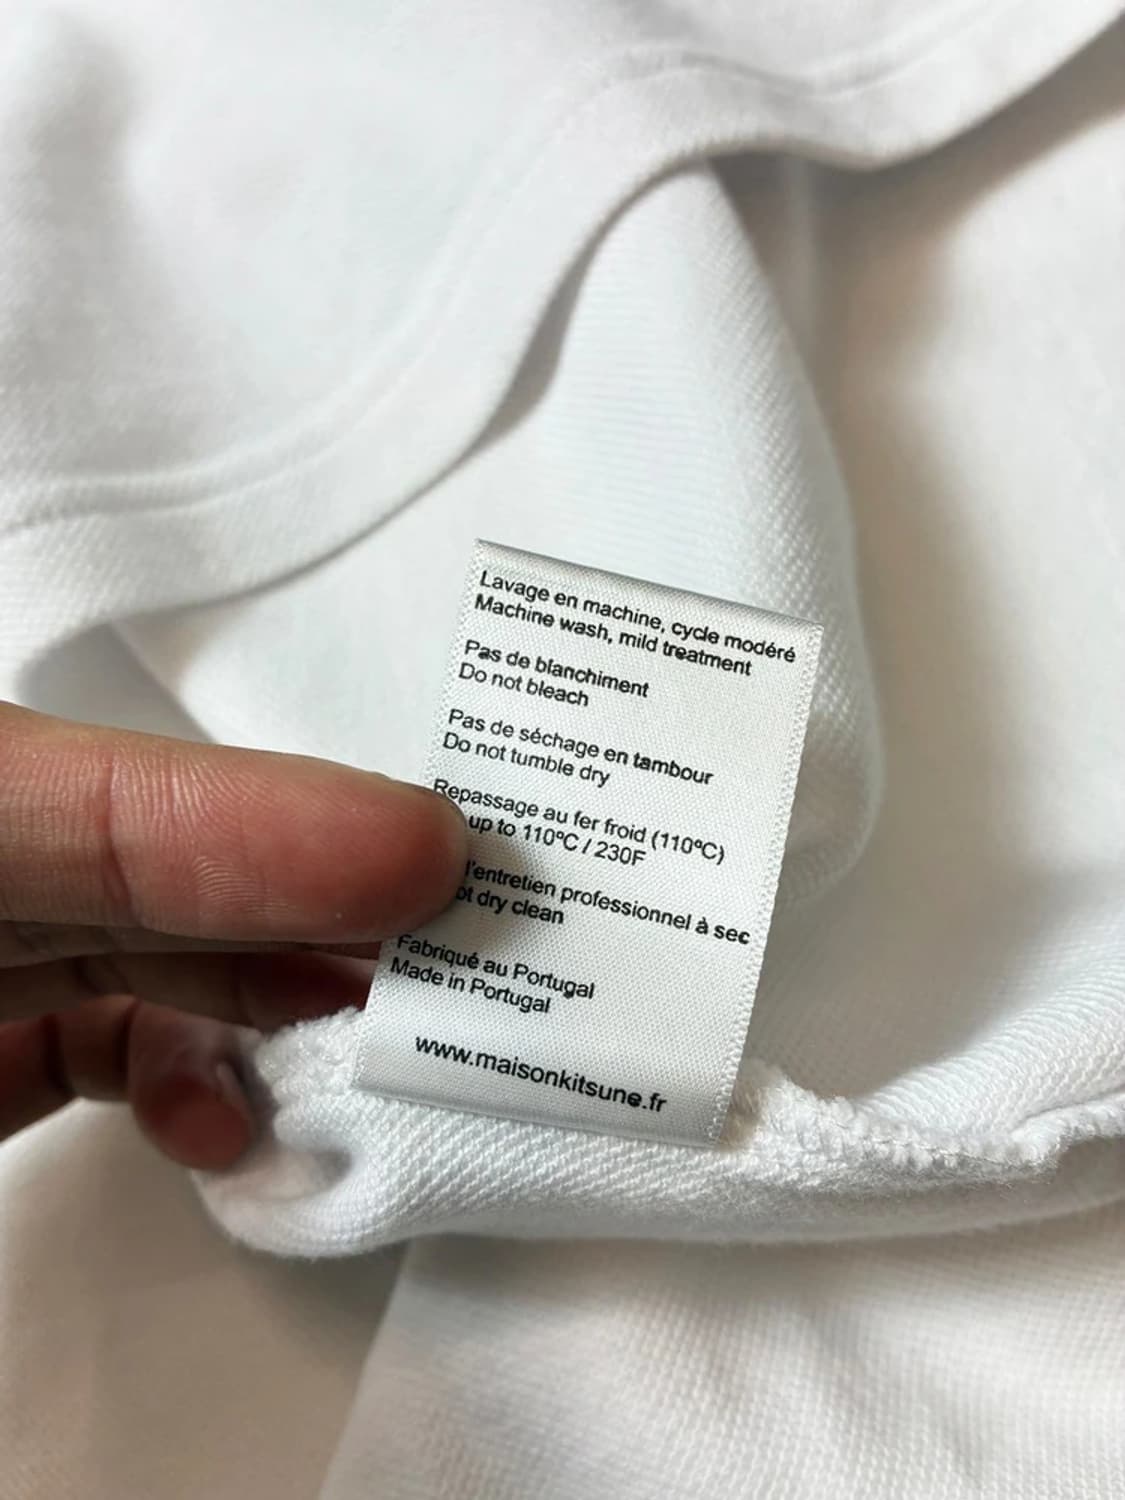 Lavage en machine, cycle modéré
Machine wash, mild treatment
Pas de blanchiment
Do not bleach
Pas de séchage en tambour
Do not tumble dry
Repassage au fer froid (110ºC)
up to 110ºC / 230F
l'entretien professionnel à sec
dry clean
Fabriqué au Portugal
Made in Portugal
www.maisonkitsune.fr